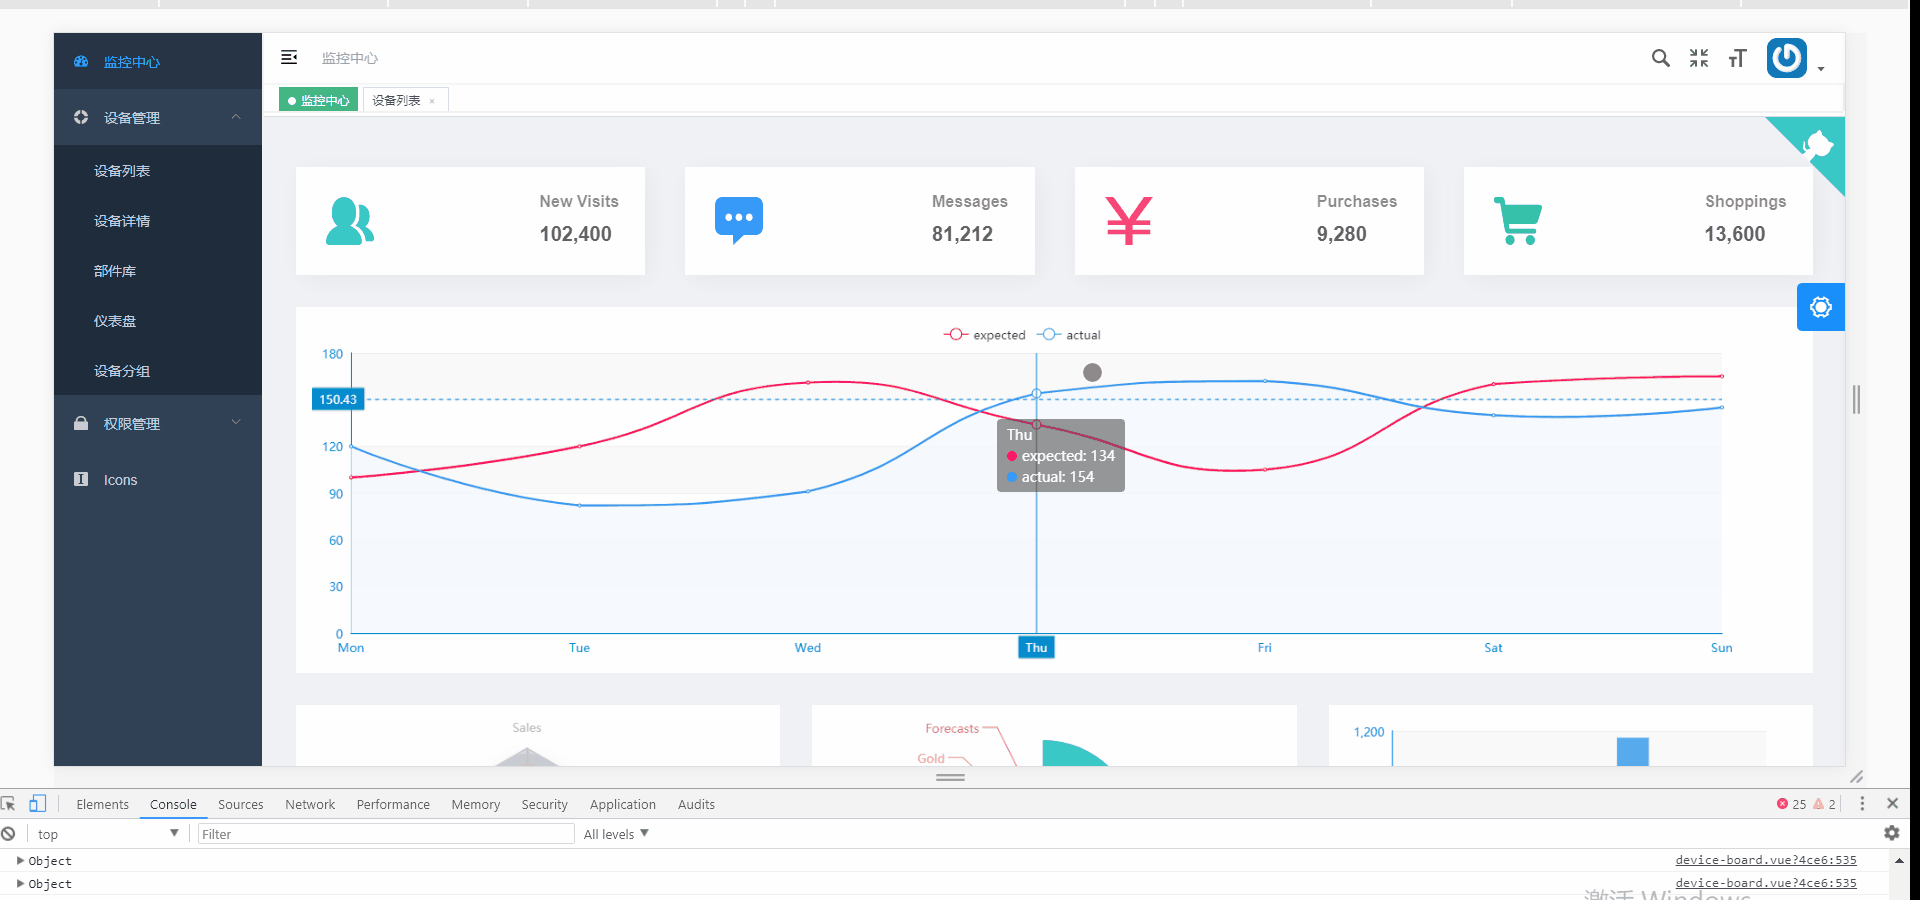 监控中心
设备管理
设备列表
设备详情
部件库
仪表盘
设备分组
权限管理
Icons
监控中心
监控中心
设备列表 ×
New Visits
102,400
Messages
81,212
Purchases
9,280
Shoppings
13,600
expected actual
180
150.43
120
90
60
30
0
Thu
expected: 134
actual: 154
Mon Tue Wed Thu Fri Sat Sun
Sales
Forecasts
Gold
1,200
Elements Console Sources Network Performance Memory Security Application Audits 25 2
top Filter All levels
Object device-board.vue?4ce6:535
Object device-board.vue?4ce6:535
激活 Windows